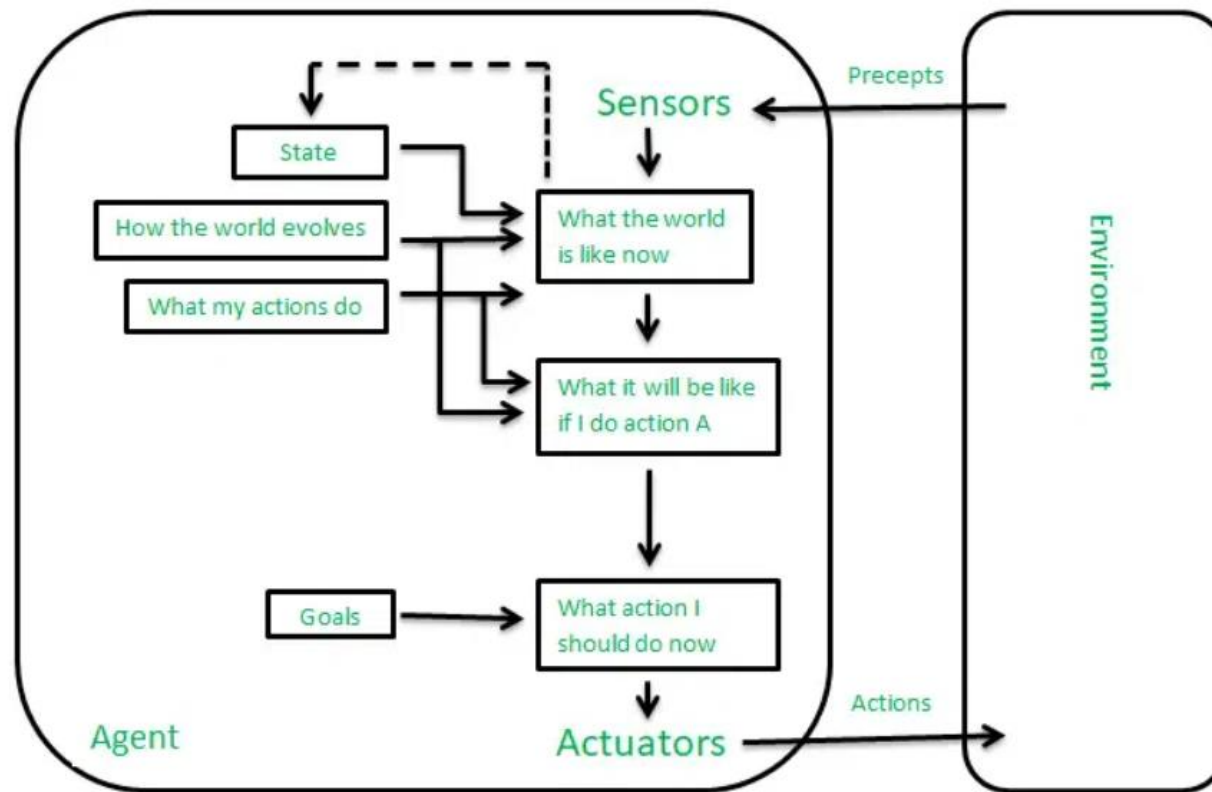 Precepts
Sensors
State
How the world evolves
What the world
is like now
What my actions do
What it will be like
if I do action A
Environment
Goals
What action I
should do now
Actions
Agent
Actuators